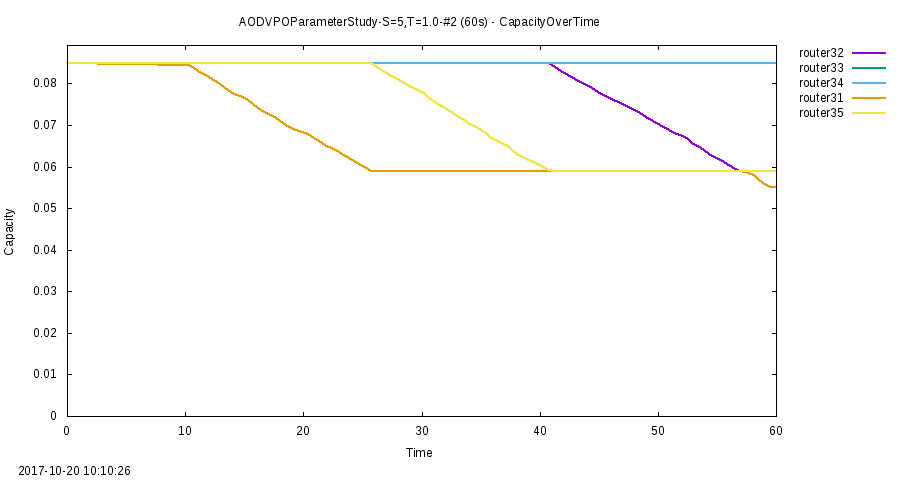 AODVPOParameterStudy-S=5,T=1.0-#2 (60s) - CapacityOverTime
router32
router33
router34
router31
router35
0.08
0.07
0.06
0.05
0.04
0.03
0.02
0.01
0
Capacity
0 10 20 30 40 50 60
Time
2017-10-20 10:10:26